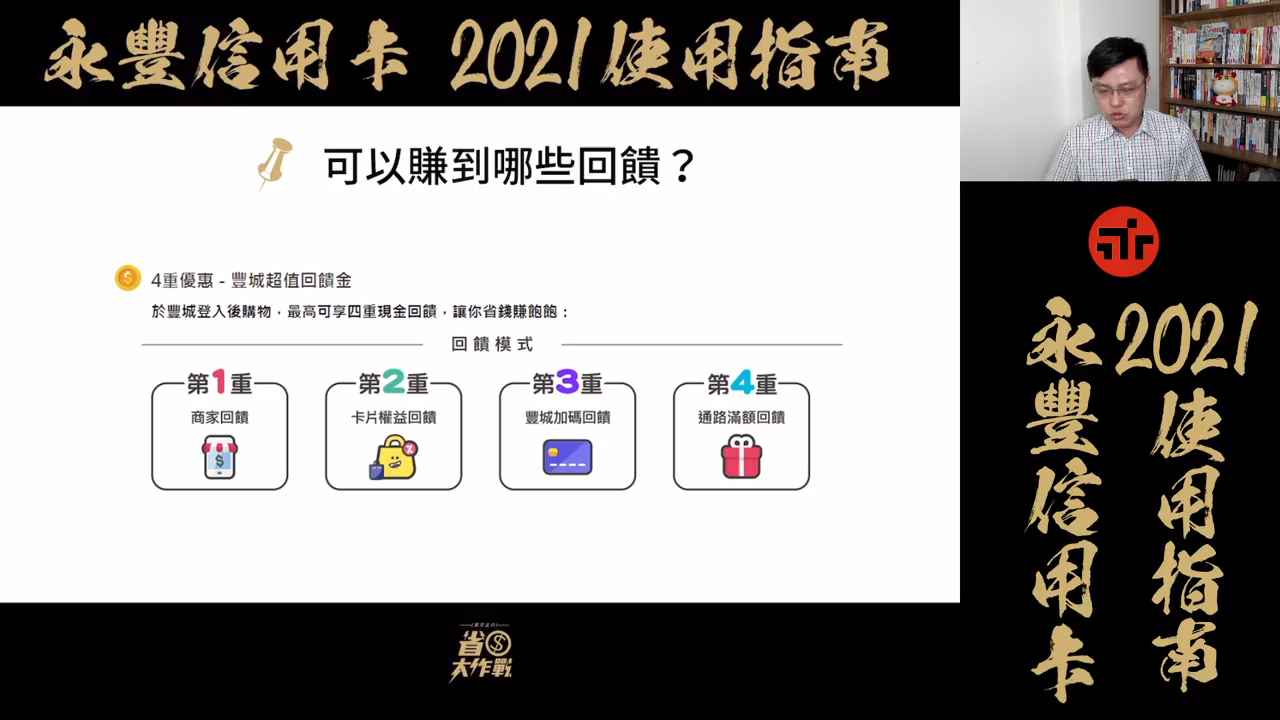 永豐信用卡 2021使用指南
可以賺到哪些回饋？
4重優惠 - 豐城超值回饋金
於豐城登入後購物，最高可享四重現金回饋，讓你省錢賺飽飽：
回饋模式
第1重
商家回饋
第2重
卡片權益回饋
第3重
豐城加碼回饋
第4重
通路滿額回饋
省
大作戰
2021使用指南
永豐信用卡